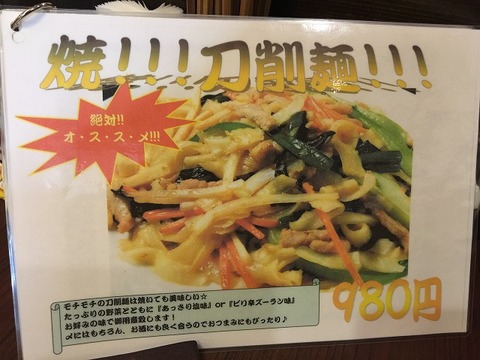 焼!!!刀削麺!!!
絶対!!
オ・ス・ス・メ!!!
モチモチの刀削麺は焼いても美味しい☆
たっぷりの野菜とともに『あっさり塩味』or『ピリ辛ズーラン味』
お好みの味で御用意致します!
〆にはもちろん、お酒にも良く合うのでおつまみにもぴったり♪
980円